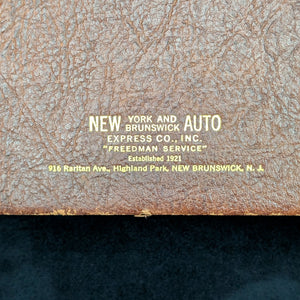 NEW YORK AND BRUNSWICK AUTO
EXPRESS CO., INC.
"FREEDMAN SERVICE"
Established 1921
916 Raritan Ave., Highland Park, NEW BRUNSWICK, N. J.